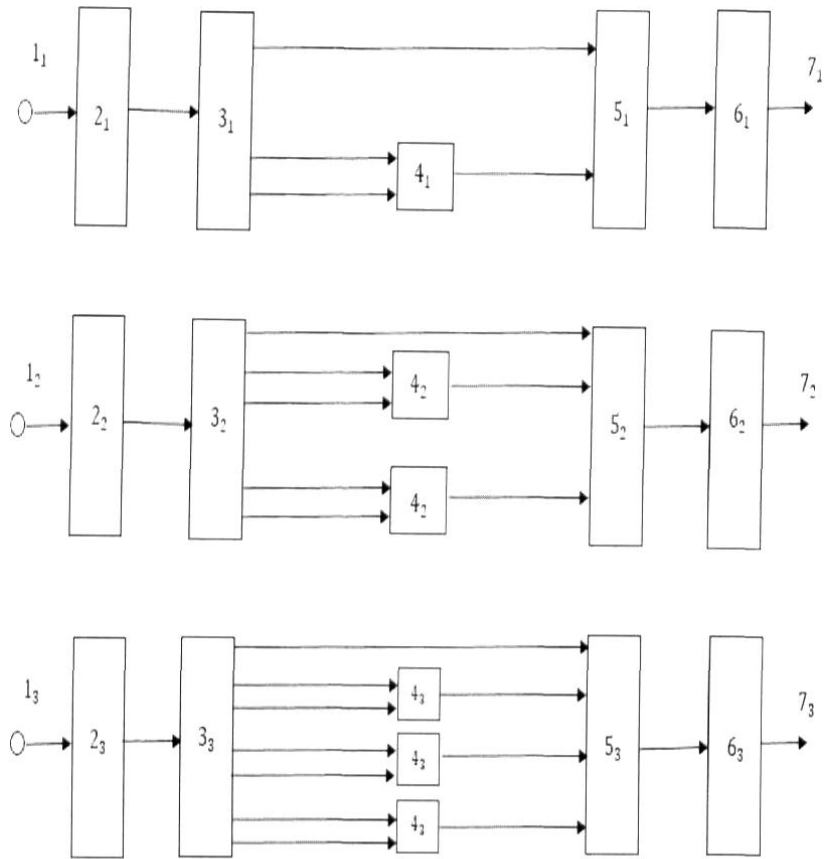 1₁ 2₁ 3₁ 4₁ 5₁ 6₁ 7₁
1₂ 2₂ 3₂ 4₂ 5₂ 6₂ 7₂
4₂
1₃ 2₃ 3₃ 4₃ 5₃ 6₃ 7₃
4₃
4₃